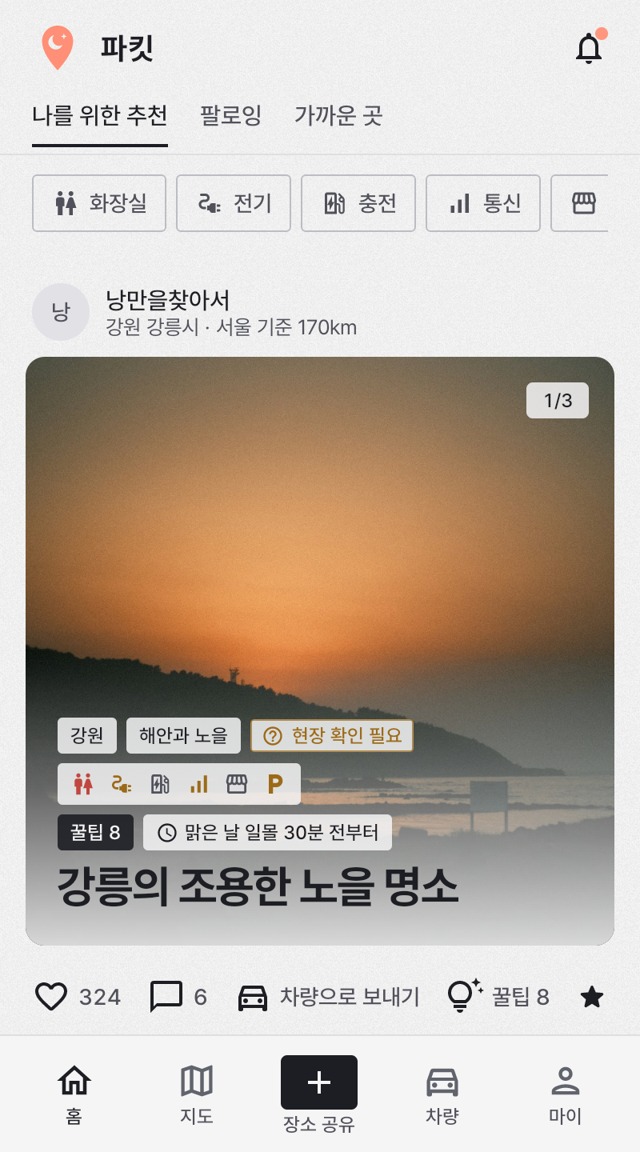 파킷
나를 위한 추천 팔로잉 가까운 곳
화장실 전기 충전 통신
낭
낭만을찾아서
강원 강릉시 · 서울 기준 170km
1/3
강원 해안과 노을 현장 확인 필요
P
꿀팁 8 맑은 날 일몰 30분 전부터
강릉의 조용한 노을 명소
324 6 차량으로 보내기 꿀팁 8
홈 지도 장소 공유 차량 마이